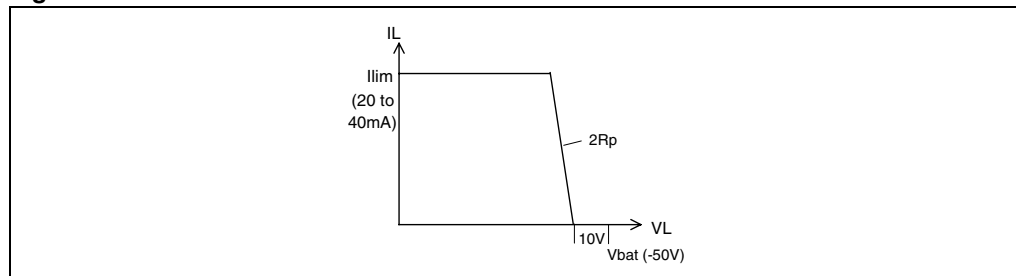 IL
Ilim
(20 to
40mA)
2Rp
VL
10V
Vbat (-50V)